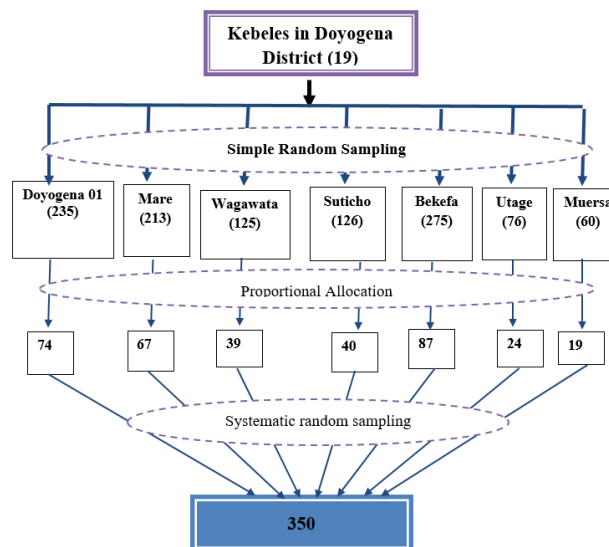 Kebeles in Doyogena
District (19)
Simple Random Sampling
Doyogena 01
(235)
Mare
(213)
Wagawata
(125)
Suticho
(126)
Bekefa
(275)
Utage
(76)
Muersa
(60)
Proportional Allocation
74
67
39
40
87
24
19
Systematic random sampling
350